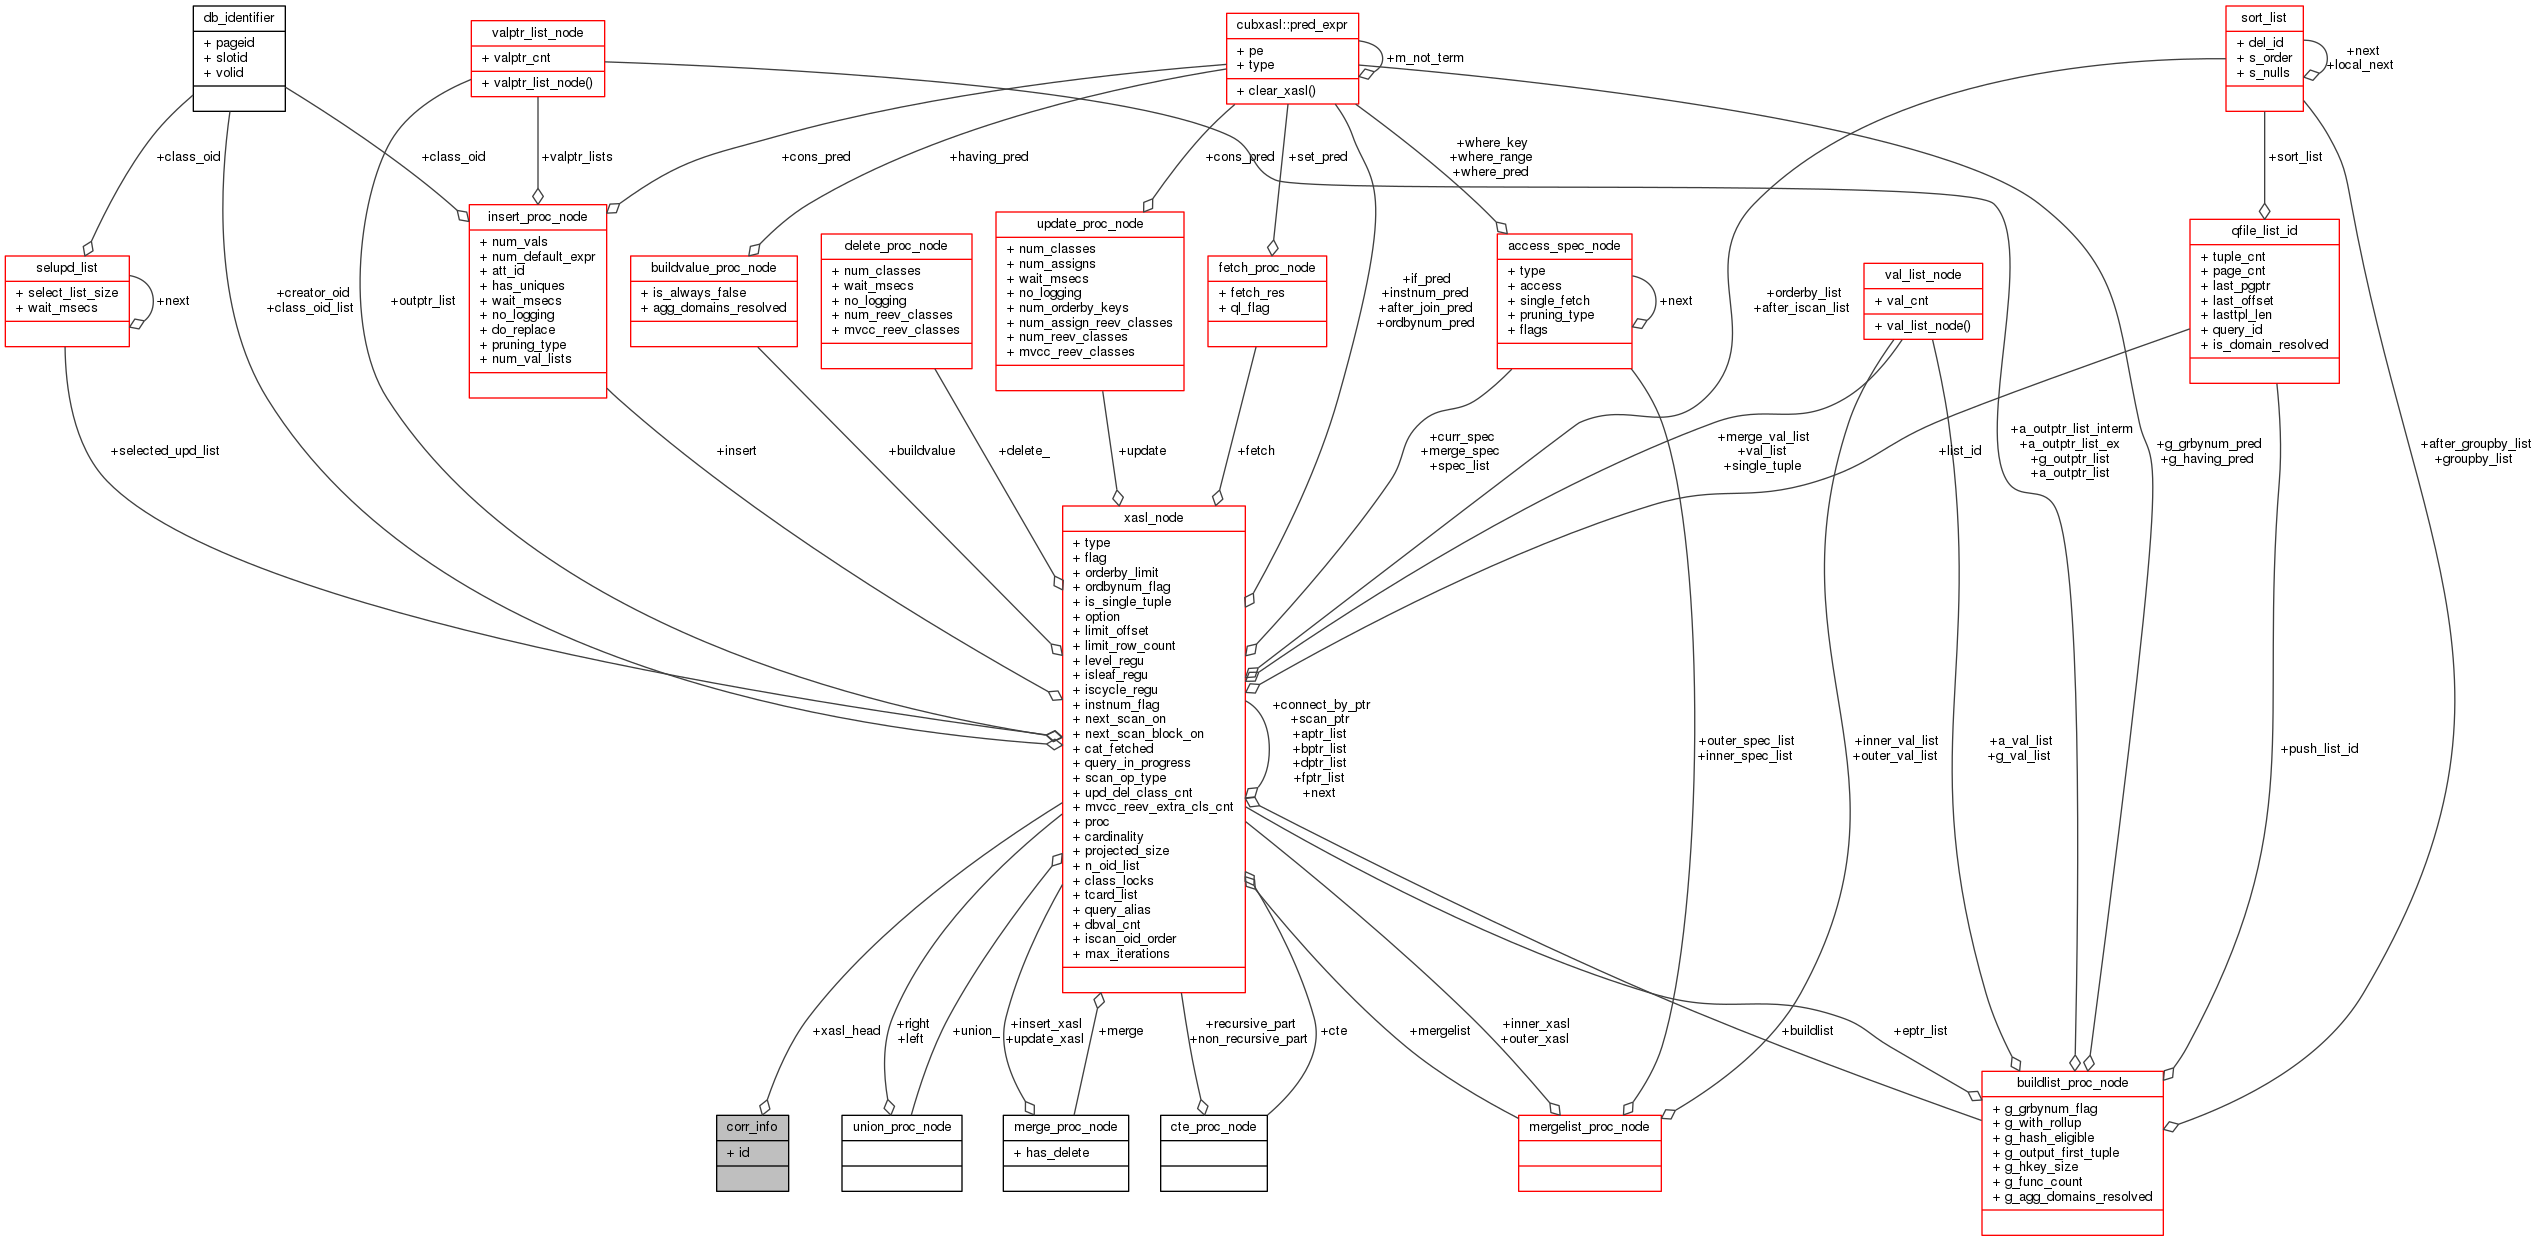 db_identifier
+ pageid
+ slotid
+ volid
valptr_list_node
+ valptr_cnt
+ valptr_list_node()
cubxasl::pred_expr
+ pe
+ type
+ clear_xasl()
+m_not_term
sort_list
+ del_id
+ s_order
+ s_nulls
+next
+local_next
+class_oid
+class_oid
+valptr_lists
+cons_pred
+having_pred
+cons_pred
+set_pred
+where_key
+where_range
+where_pred
+sort_list
selupd_list
+ select_list_size
+ wait_msecs
+next
+creator_oid
+class_oid_list
+outptr_list
insert_proc_node
+ num_vals
+ num_default_expr
+ att_id
+ has_uniques
+ wait_msecs
+ no_logging
+ do_replace
+ pruning_type
+ num_val_lists
buildvalue_proc_node
+ is_always_false
+ agg_domains_resolved
delete_proc_node
+ num_classes
+ wait_msecs
+ no_logging
+ num_reev_classes
+ mvcc_reev_classes
update_proc_node
+ num_classes
+ num_assigns
+ wait_msecs
+ no_logging
+ num_orderby_keys
+ num_assign_reev_classes
+ num_reev_classes
+ mvcc_reev_classes
fetch_proc_node
+ fetch_res
+ ql_flag
+if_pred
+instnum_pred
+after_join_pred
+ordbynum_pred
access_spec_node
+ type
+ access
+ single_fetch
+ pruning_type
+ flags
+next
+orderby_list
+after_iscan_list
val_list_node
+ val_cnt
+ val_list_node()
qfile_list_id
+ tuple_cnt
+ page_cnt
+ last_pgptr
+ last_offset
+ lasttpl_len
+ query_id
+ is_domain_resolved
+selected_upd_list
+insert
+buildvalue
+delete_
+update
+fetch
+curr_spec
+merge_spec
+spec_list
+merge_val_list
+val_list
+single_tuple
+list_id
+a_outptr_list_interm
+a_outptr_list_ex
+g_outptr_list
+a_outptr_list
+g_grbynum_pred
+g_having_pred
+after_groupby_list
+groupby_list
xasl_node
+ type
+ flag
+ orderby_limit
+ ordbynum_flag
+ is_single_tuple
+ option
+ limit_offset
+ limit_row_count
+ level_regu
+ isleaf_regu
+ iscycle_regu
+ instnum_flag
+ next_scan_on
+ next_scan_block_on
+ cat_fetched
+ query_in_progress
+ scan_op_type
+ upd_del_class_cnt
+ mvcc_reev_extra_cls_cnt
+ proc
+ cardinality
+ projected_size
+ n_oid_list
+ class_locks
+ tcard_list
+ query_alias
+ dbval_cnt
+ iscan_oid_order
+ max_iterations
+connect_by_ptr
+scan_ptr
+aptr_list
+bptr_list
+dptr_list
+fptr_list
+next
+outer_spec_list
+inner_spec_list
+inner_val_list
+outer_val_list
+a_val_list
+g_val_list
+push_list_id
+xasl_head
+right
+left
+union_
+insert_xasl
+update_xasl
+merge
+recursive_part
+non_recursive_part
+cte
+mergelist
+inner_xasl
+outer_xasl
+buildlist
+eptr_list
corr_info
+ id
union_proc_node
merge_proc_node
+ has_delete
cte_proc_node
mergelist_proc_node
buildlist_proc_node
+ g_grbynum_flag
+ g_with_rollup
+ g_hash_eligible
+ g_output_first_tuple
+ g_hkey_size
+ g_func_count
+ g_agg_domains_resolved